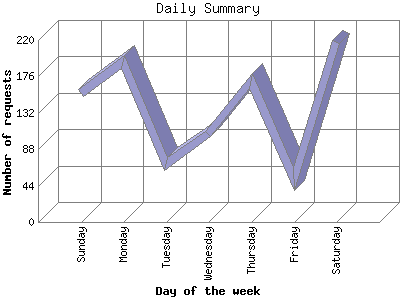 Daily Summary
Number of requests
220
176
132
88
44
0
Sunday
Monday
Tuesday
Wednesday
Thursday
Friday
Saturday
Day of the week